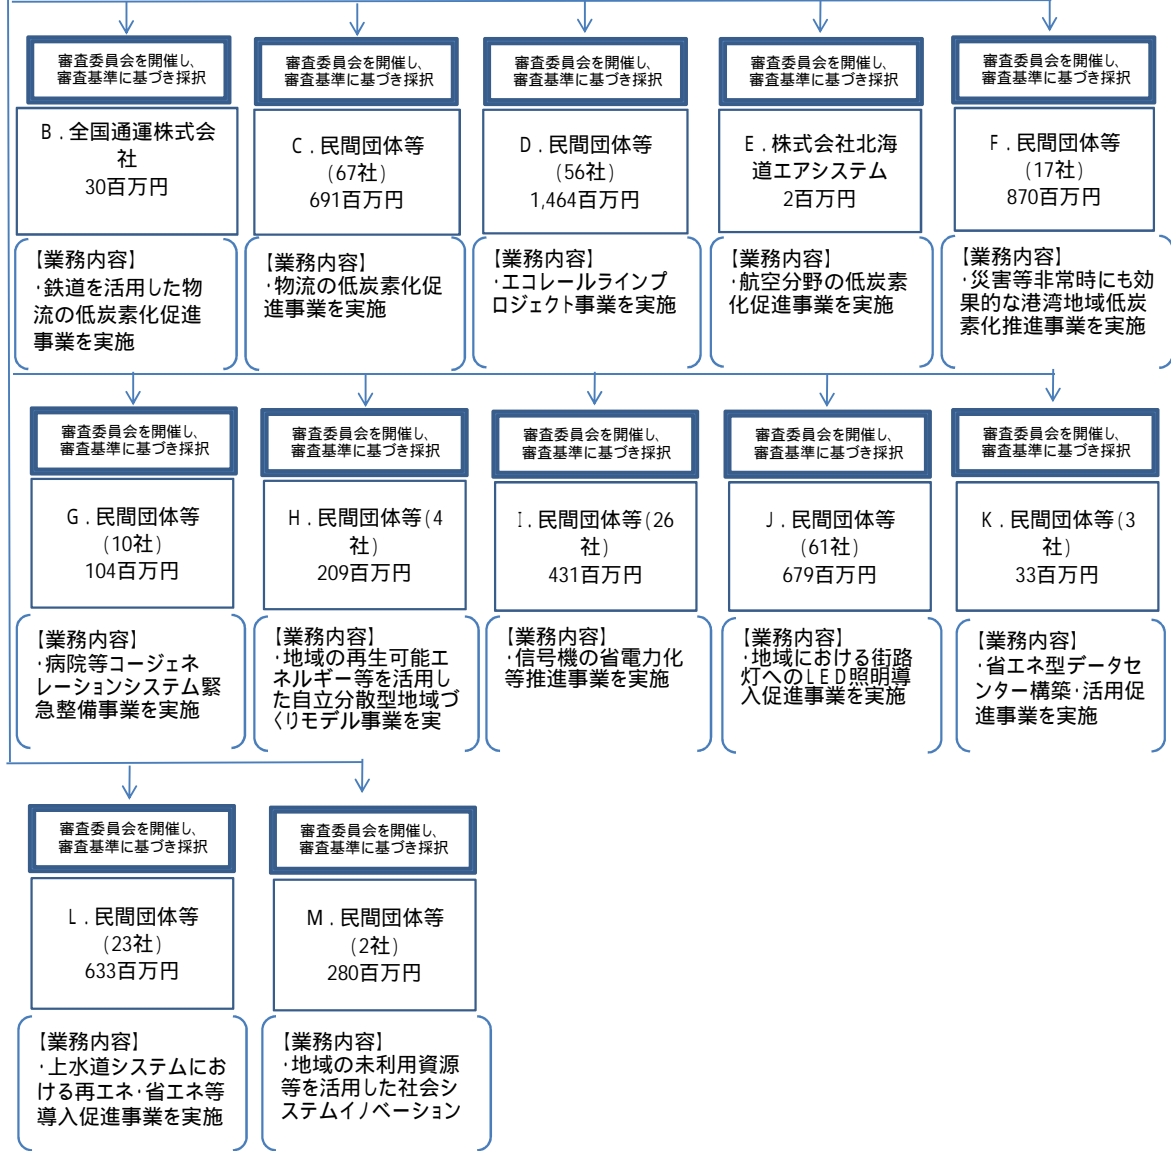 審査委員会を開催し、
審査基準に基づき採択
B．全国通運株式会
社
30百万円
【業務内容】
・鉄道を活用した物
流の低炭素化促進
事業を実施
審査委員会を開催し、
審査基準に基づき採択
C．民間団体等
(67社)
691百万円
【業務内容】
・物流の低炭素化促
進事業を実施
審査委員会を開催し、
審査基準に基づき採択
D．民間団体等
(56社)
1,464百万円
【業務内容】
・エコレールラインプ
ロジェクト事業を実施
審査委員会を開催し、
審査基準に基づき採択
E．株式会社北海
道エアシステム
2百万円
【業務内容】
・航空分野の低炭素
化促進事業を実施
審査委員会を開催し、
審査基準に基づき採択
F．民間団体等
(17社)
870百万円
【業務内容】
・災害等非常時にも効
果的な港湾地域低炭
素化推進事業を実施
審査委員会を開催し、
審査基準に基づき採択
G．民間団体等
(10社)
104百万円
【業務内容】
・病院等コージェネ
レーションシステム緊
急整備事業を実施
審査委員会を開催し、
審査基準に基づき採択
H．民間団体等(4
社)
209百万円
【業務内容】
・地域の再生可能エ
ネルギー等を活用し
た自立分散型地域づ
くりモデル事業を実
審査委員会を開催し、
審査基準に基づき採択
I．民間団体等(26
社)
431百万円
【業務内容】
・信号機の省電力化
等推進事業を実施
審査委員会を開催し、
審査基準に基づき採択
J．民間団体等
(61社)
679百万円
【業務内容】
・地域における街路
灯へのLED照明導
入促進事業を実施
審査委員会を開催し、
審査基準に基づき採択
K．民間団体等(3
社)
33百万円
【業務内容】
・省エネ型データセ
ンター構築・活用促
進事業を実施
審査委員会を開催し、
審査基準に基づき採択
L．民間団体等
(23社)
633百万円
【業務内容】
・上水道システムにお
ける再エネ・省エネ等
導入促進事業を実施
審査委員会を開催し、
審査基準に基づき採択
M．民間団体等
(2社)
280百万円
【業務内容】
・地域の未利用資源
等を活用した社会シ
ステムイノベーション